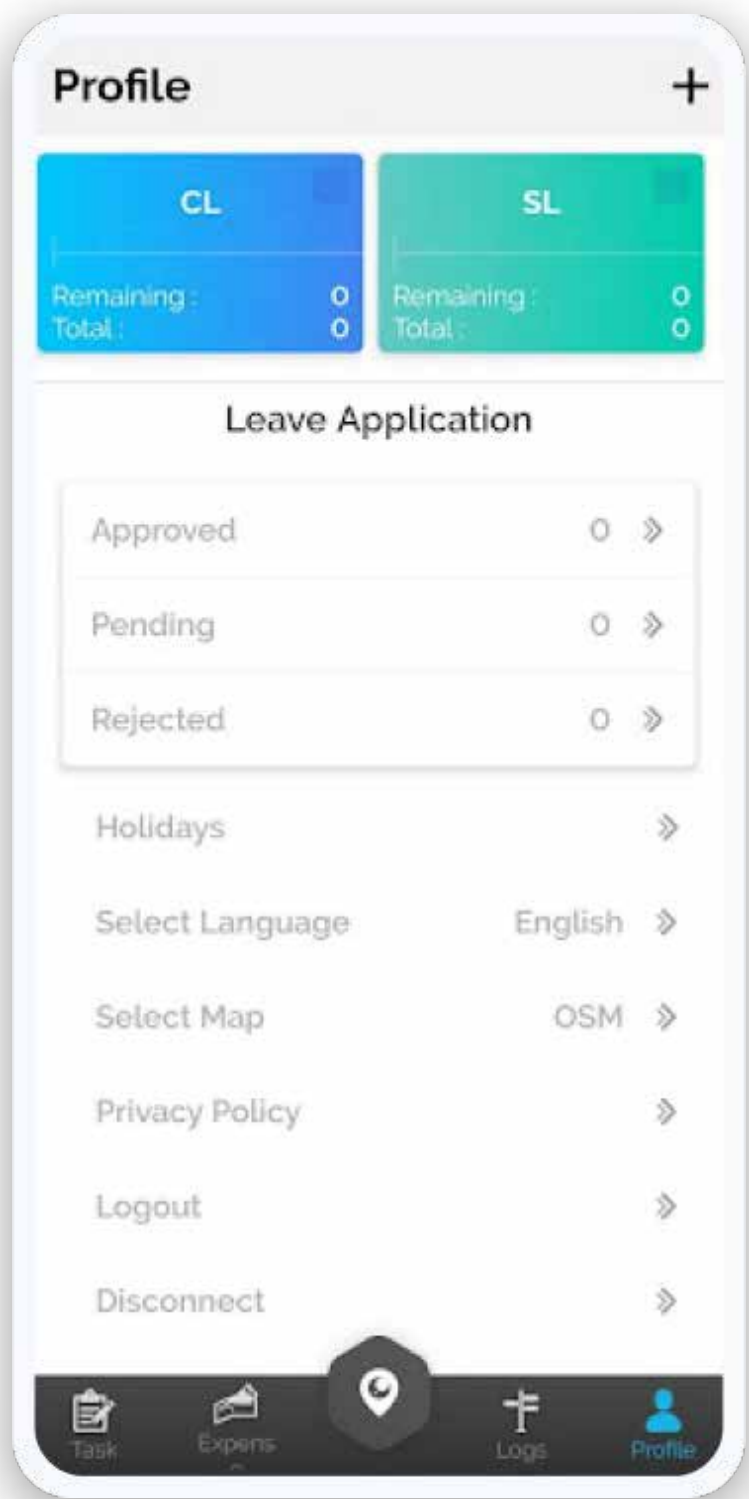 Profile +
CL
Remaining : 0
Total : 0
SL
Remaining : 0
Total : 0
Leave Application
Approved 0
Pending 0
Rejected 0
Holidays
Select Language English
Select Map OSM
Privacy Policy
Logout
Disconnect
Task
Expens
Logs
Profile